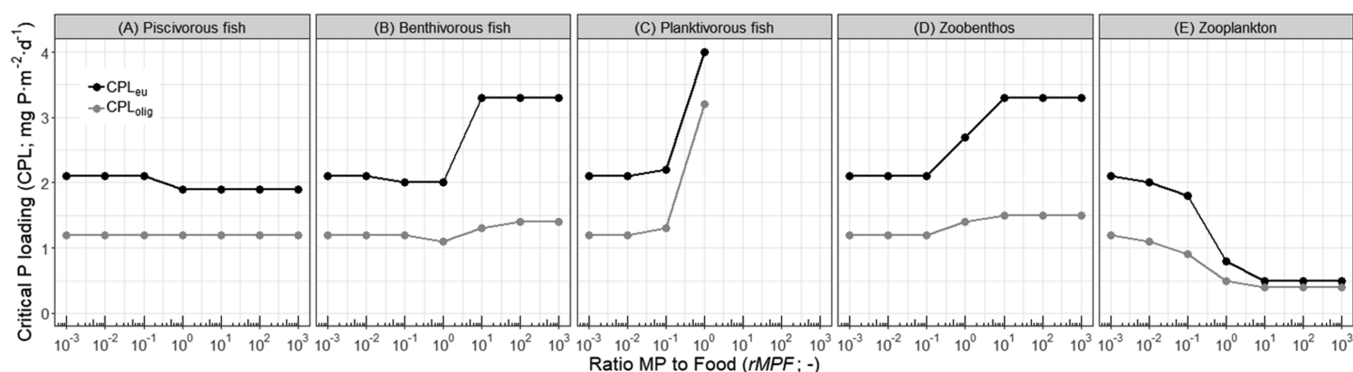 (A) Piscivorous fish (B) Benthivorous fish (C) Planktivorous fish (D) Zoobenthos (E) Zooplankton
Critical P loading (CPL; mg P·m⁻²·d⁻¹)
4
3
2
1
0
CPLeu
CPLolig
10⁻³ 10⁻² 10⁻¹ 10⁰ 10¹ 10² 10³ 10⁻³ 10⁻² 10⁻¹ 10⁰ 10¹ 10² 10³ 10⁻³ 10⁻² 10⁻¹ 10⁰ 10¹ 10² 10³ 10⁻³ 10⁻² 10⁻¹ 10⁰ 10¹ 10² 10³ 10⁻³ 10⁻² 10⁻¹ 10⁰ 10¹ 10² 10³
Ratio MP to Food (rMPF; -)